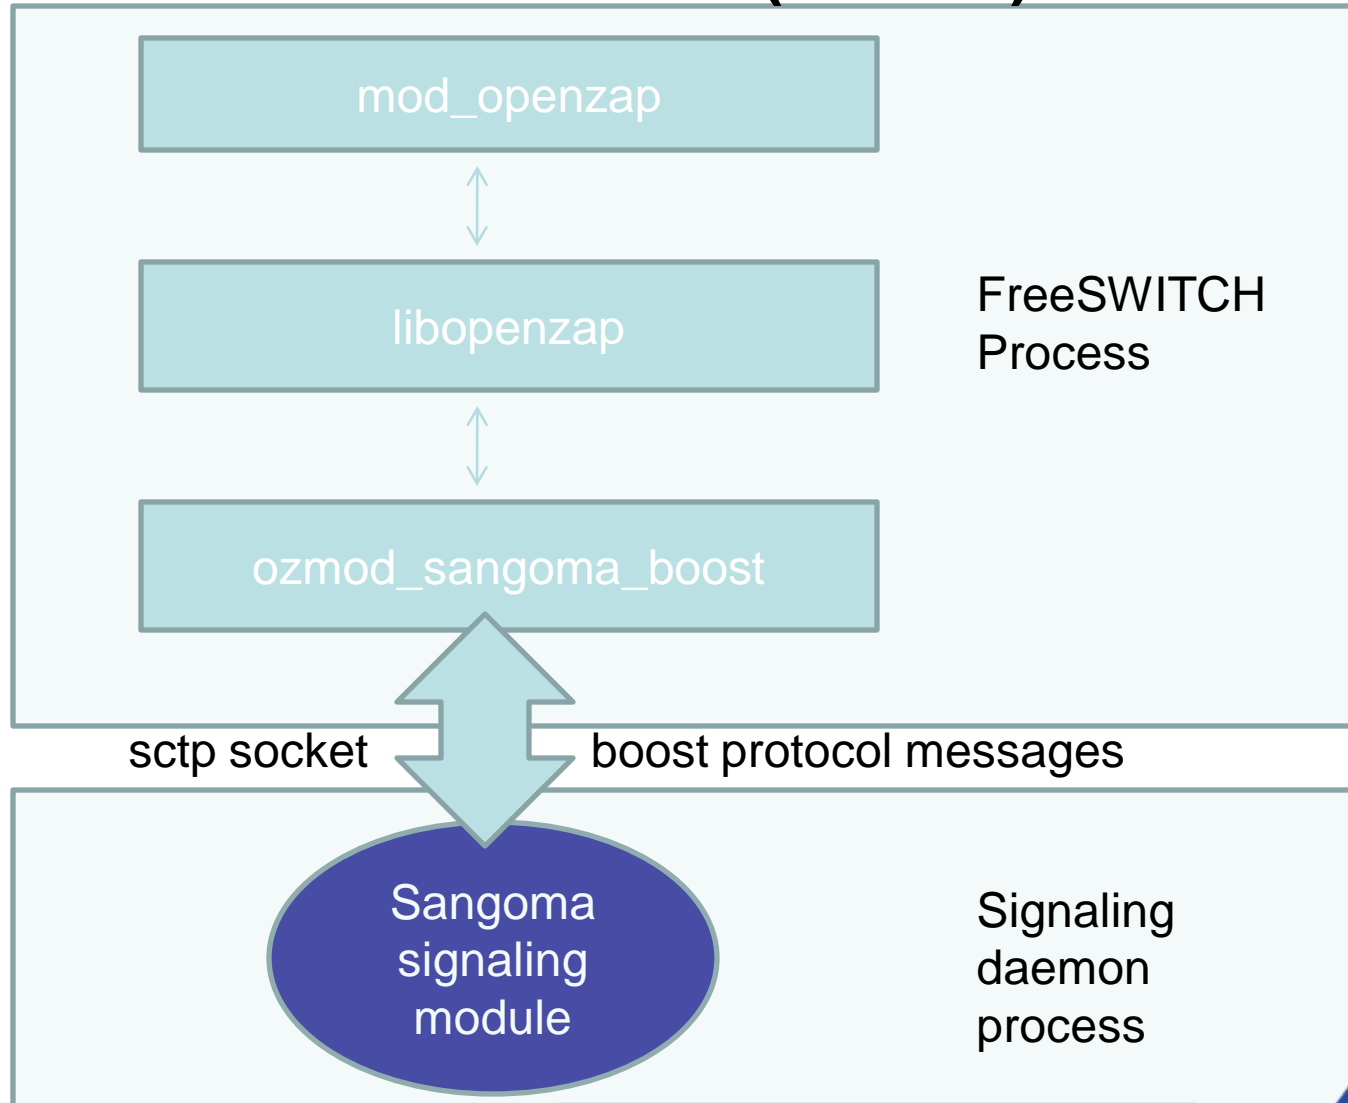 mod_openzap
libopenzap
FreeSWITCH
Process
ozmod_sangoma_boost
sctp socket
boost protocol messages
Sangoma
signaling
module
Signaling
daemon
process